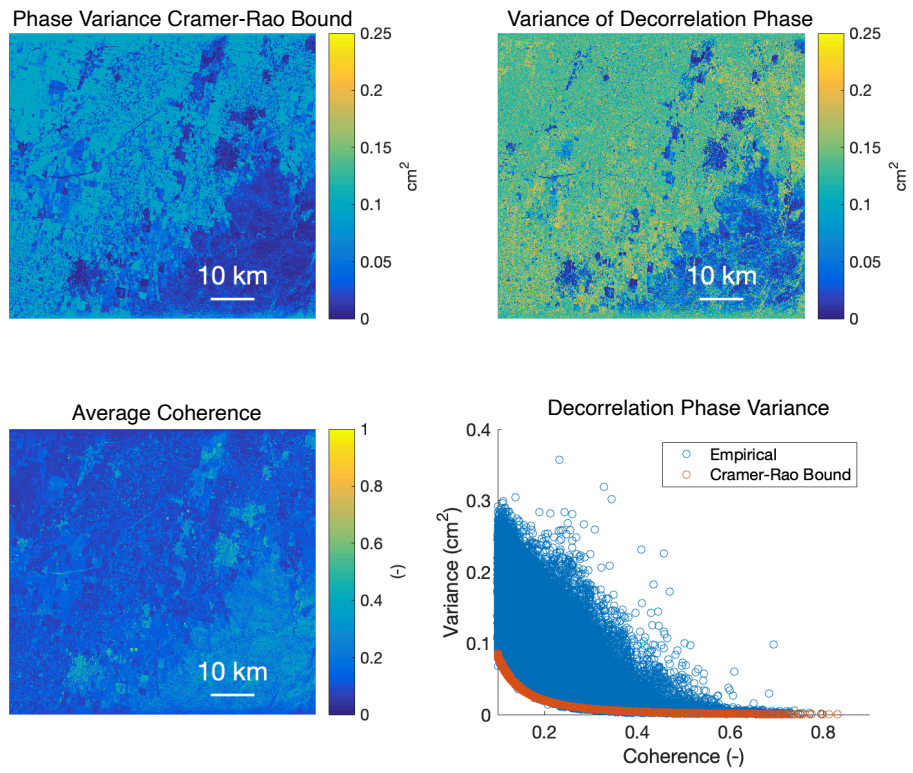 Phase Variance Cramer-Rao Bound
0.25
0.2
0.15
0.1
0.05
0
cm2
10 km
Variance of Decorrelation Phase
0.25
0.2
0.15
0.1
0.05
0
cm2
10 km
Average Coherence
1
0.8
0.6
0.4
0.2
0
(-)
10 km
Decorrelation Phase Variance
0.4
0.3
0.2
0.1
0
Variance (cm2)
Empirical
Cramer-Rao Bound
0.2 0.4 0.6 0.8
Coherence (-)